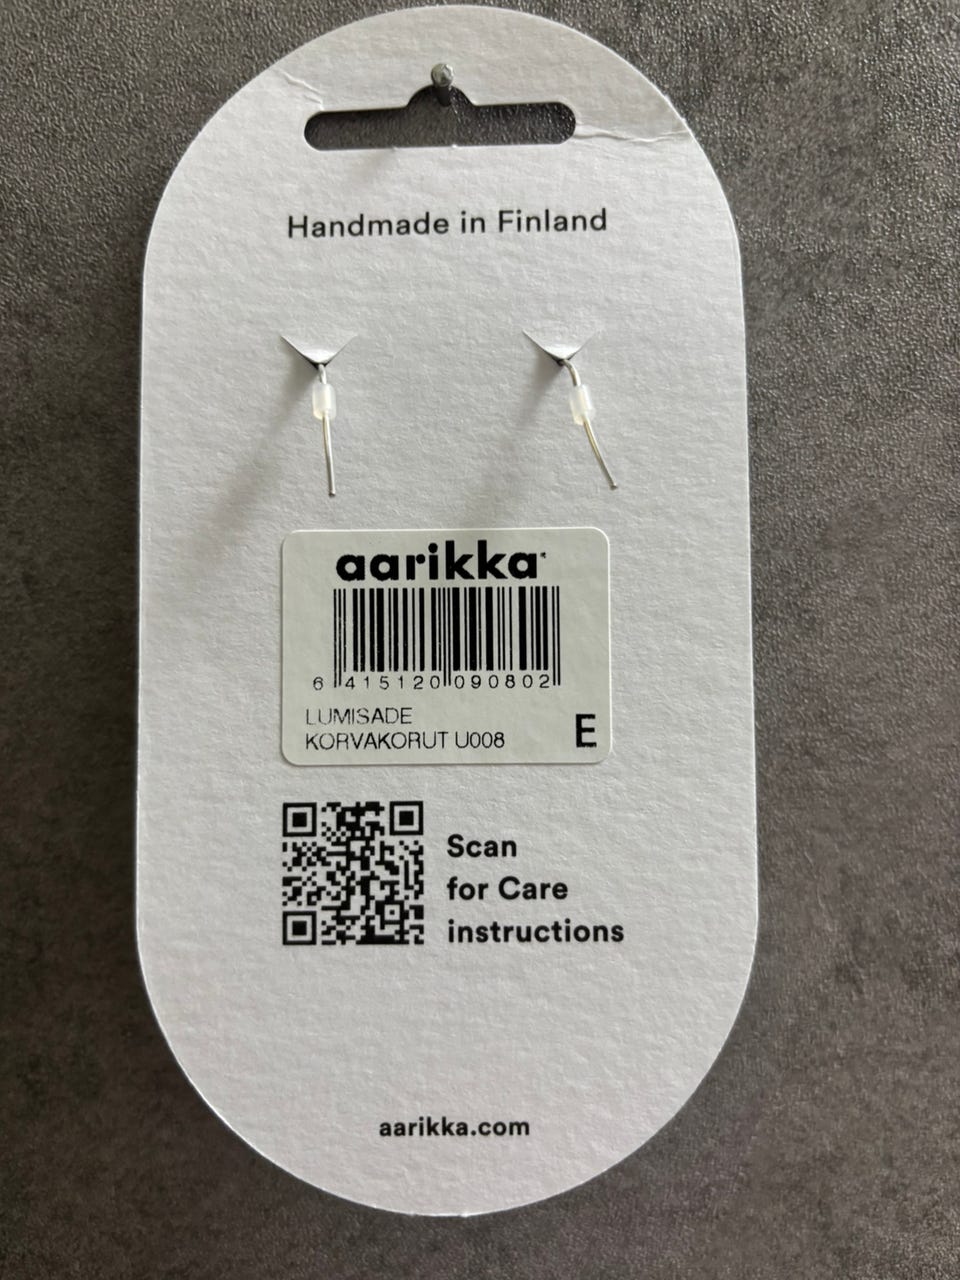 Handmade in Finland
aarikka
6 415120 090802
LUMISADE
KORVAKORUT U008
E
Scan
for Care
instructions
aarikka.com